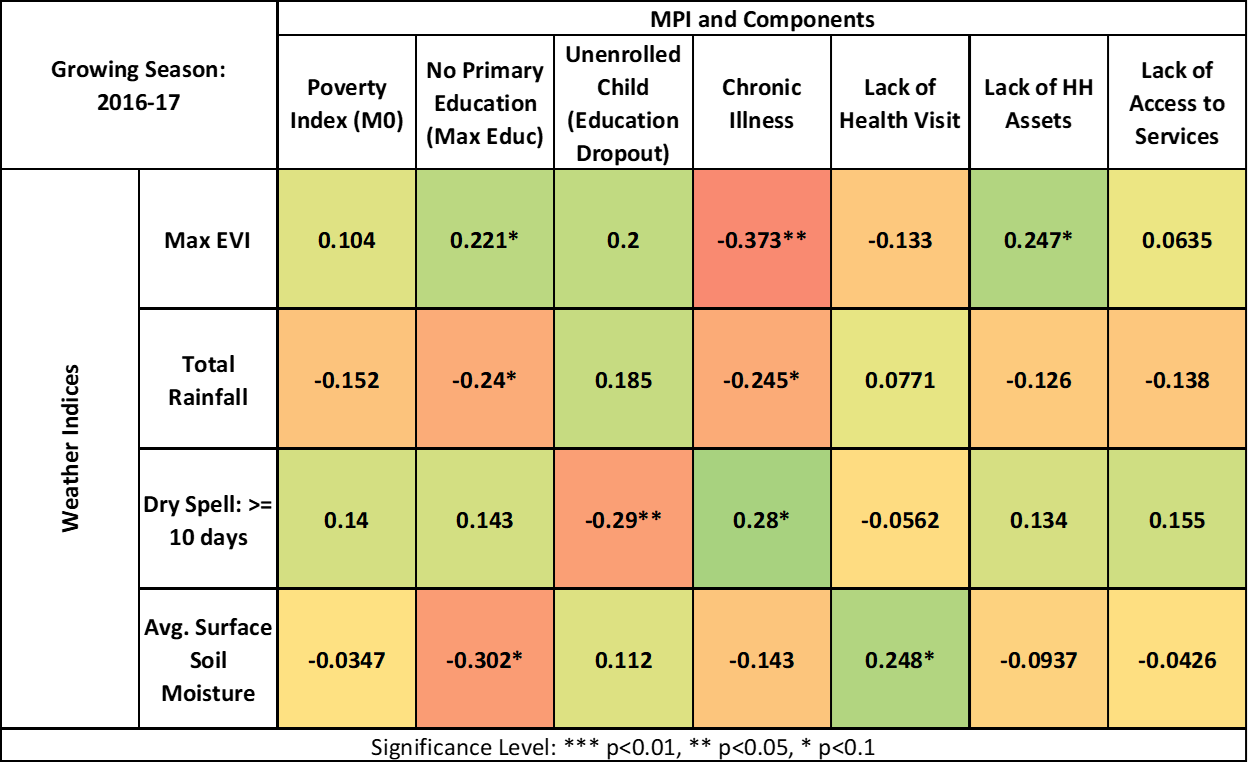 MPI and Components
Growing Season:
2016-17
Poverty
Index (M0)
No Primary
Education
(Max Educ)
Unenrolled
Child
(Education
Dropout)
Chronic
Illness
Lack of
Health Visit
Lack of HH
Assets
Lack of
Access to
Services
Weather Indices
Max EVI
0.104
0.221*
0.2
-0.373**
-0.133
0.247*
0.0635
Total
Rainfall
-0.152
-0.24*
0.185
-0.245*
0.0771
-0.126
-0.138
Dry Spell: >=
10 days
0.14
0.143
-0.29**
0.28*
-0.0562
0.134
0.155
Avg. Surface
Soil
Moisture
-0.0347
-0.302*
0.112
-0.143
0.248*
-0.0937
-0.0426
Significance Level: *** p<0.01, ** p<0.05, * p<0.1